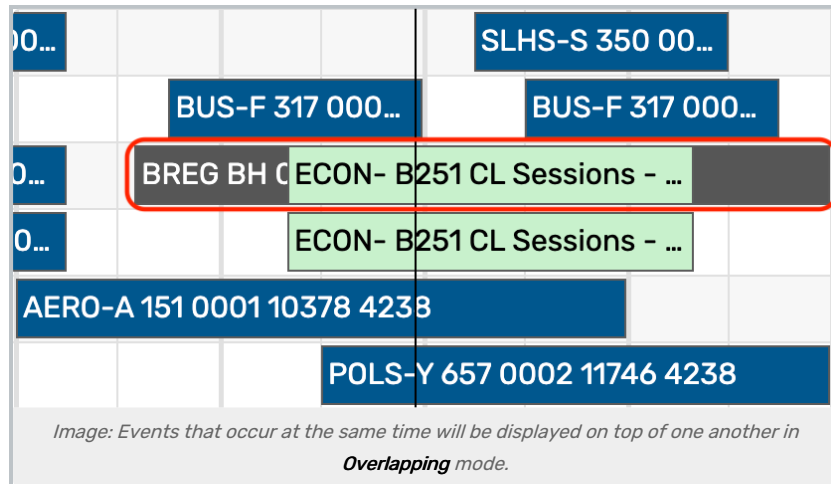 00...
SLHS-S 350 00...
BUS-F 317 000...
BUS-F 317 000...
0...
BREG BH
ECON- B251 CL Sessions - ...
0...
ECON- B251 CL Sessions - ...
AERO-A 151 0001 10378 4238
POLS-Y 657 0002 11746 4238
Image: Events that occur at the same time will be displayed on top of one another in
Overlapping mode.